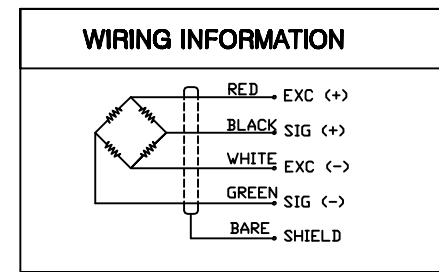 WIRING INFORMATION
RED EXC (+)
BLACK SIG (+)
WHITE EXC (-)
GREEN SIG (-)
BARE SHIELD